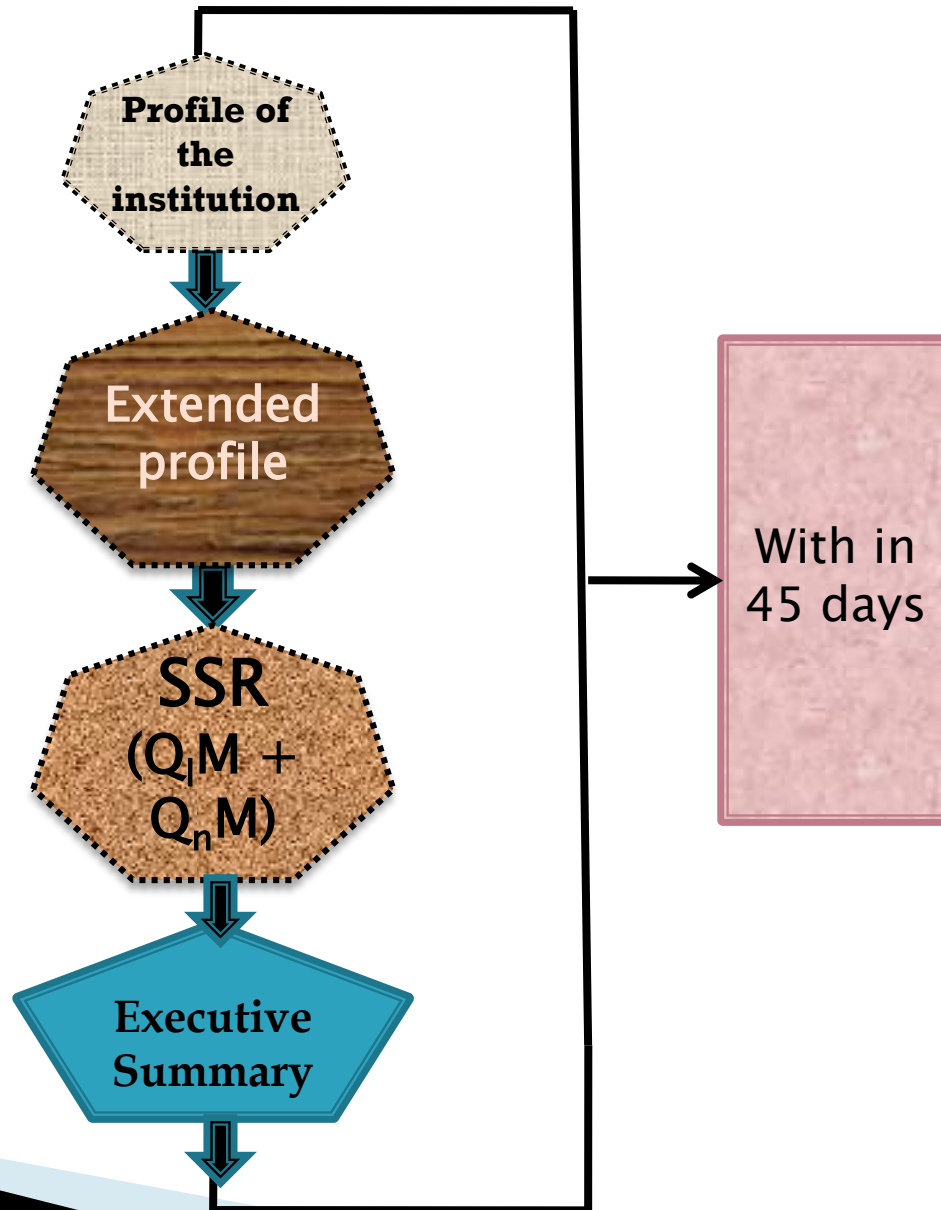 Profile of
the
institution
Extended
profile
SSR
(QₗM +
QₙM)
Executive
Summary
With in
45 days